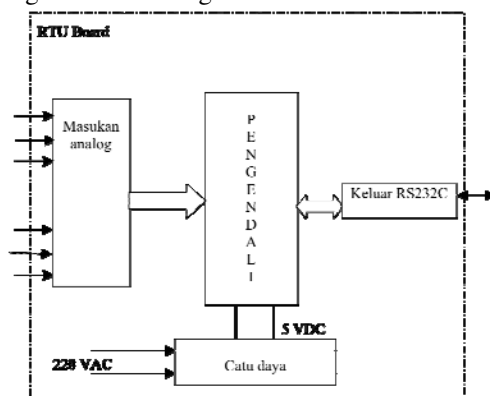 RTU Board
Masukan
analog
P
E
N
G
E
N
D
A
L
I
Keluar RS232C
5 VDC
220 VAC
Catu daya